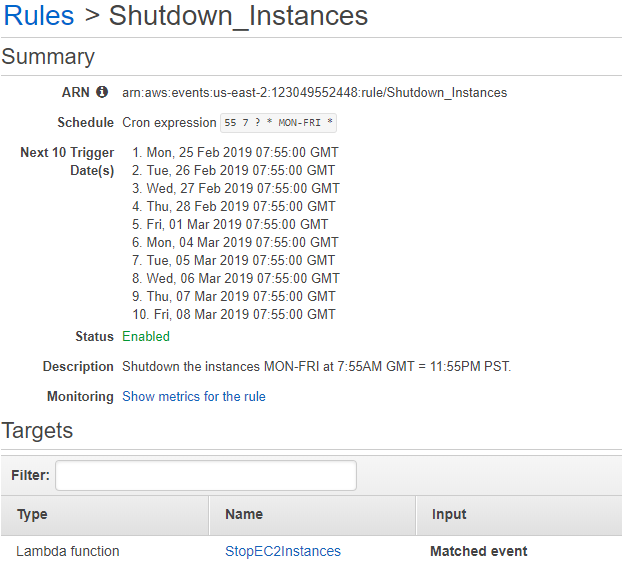 Rules > Shutdown_Instances
Summary
ARN arn:aws:events:us-east-2:123049552448:rule/Shutdown_Instances
Schedule Cron expression 55 7 ? * MON-FRI *
Next 10 Trigger Date(s)
1. Mon, 25 Feb 2019 07:55:00 GMT
2. Tue, 26 Feb 2019 07:55:00 GMT
3. Wed, 27 Feb 2019 07:55:00 GMT
4. Thu, 28 Feb 2019 07:55:00 GMT
5. Fri, 01 Mar 2019 07:55:00 GMT
6. Mon, 04 Mar 2019 07:55:00 GMT
7. Tue, 05 Mar 2019 07:55:00 GMT
8. Wed, 06 Mar 2019 07:55:00 GMT
9. Thu, 07 Mar 2019 07:55:00 GMT
10. Fri, 08 Mar 2019 07:55:00 GMT
Status Enabled
Description Shutdown the instances MON-FRI at 7:55AM GMT = 11:55PM PST.
Monitoring Show metrics for the rule
Targets
Filter:
Type Name Input
Lambda function StopEC2Instances Matched event